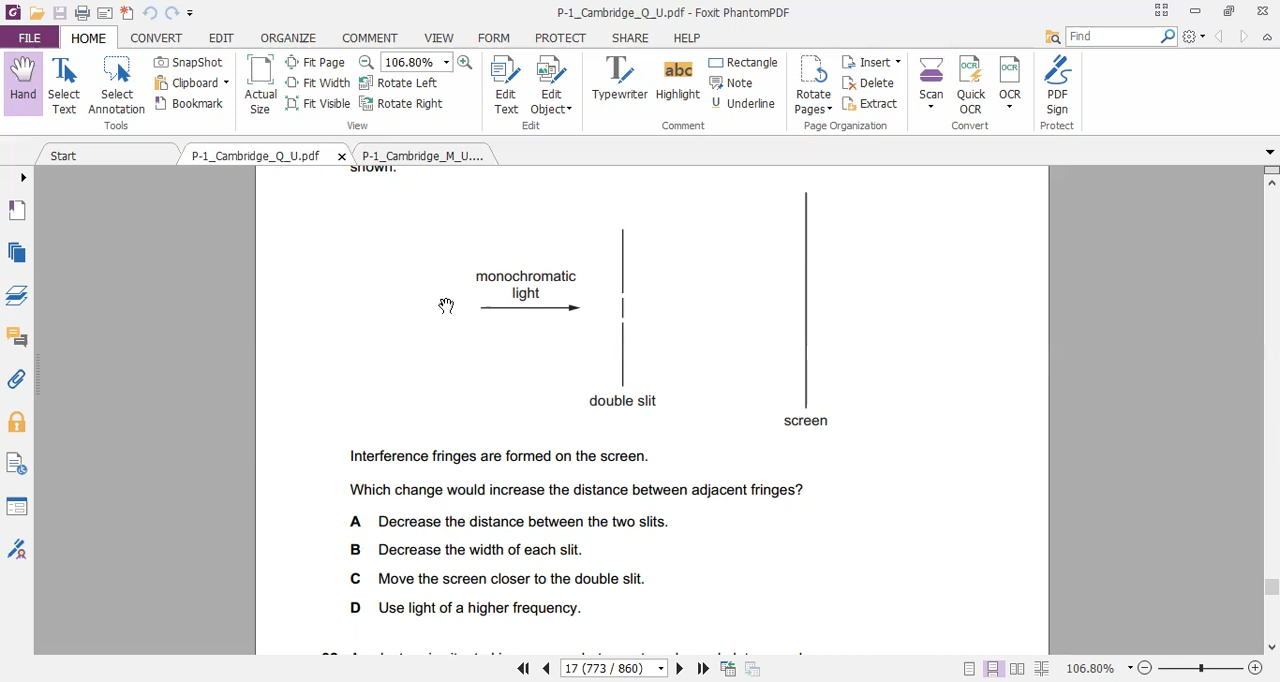 P-1_Cambridge_Q_U.pdf - Foxit PhantomPDF
FILE HOME CONVERT EDIT ORGANIZE COMMENT VIEW FORM PROTECT SHARE HELP
Find
Hand
Select Text
Select Annotation
SnapShot
Clipboard
Bookmark
Tools
Actual Size
Fit Page
Fit Width
Fit Visible
106.80%
Rotate Left
Rotate Right
View
Edit Text
Edit Object
Edit
Typewriter
Highlight
Rectangle
Note
Underline
Comment
Rotate Pages
Insert
Delete
Extract
Page Organization
Scan
Quick OCR
OCR
Convert
PDF Sign
Protect
Start
P-1_Cambridge_Q_U.pdf
P-1_Cambridge_M_U....
shown.
monochromatic
light
double slit
screen
Interference fringes are formed on the screen.
Which change would increase the distance between adjacent fringes?
A Decrease the distance between the two slits.
B Decrease the width of each slit.
C Move the screen closer to the double slit.
D Use light of a higher frequency.
17 (773 / 860)
106.80%